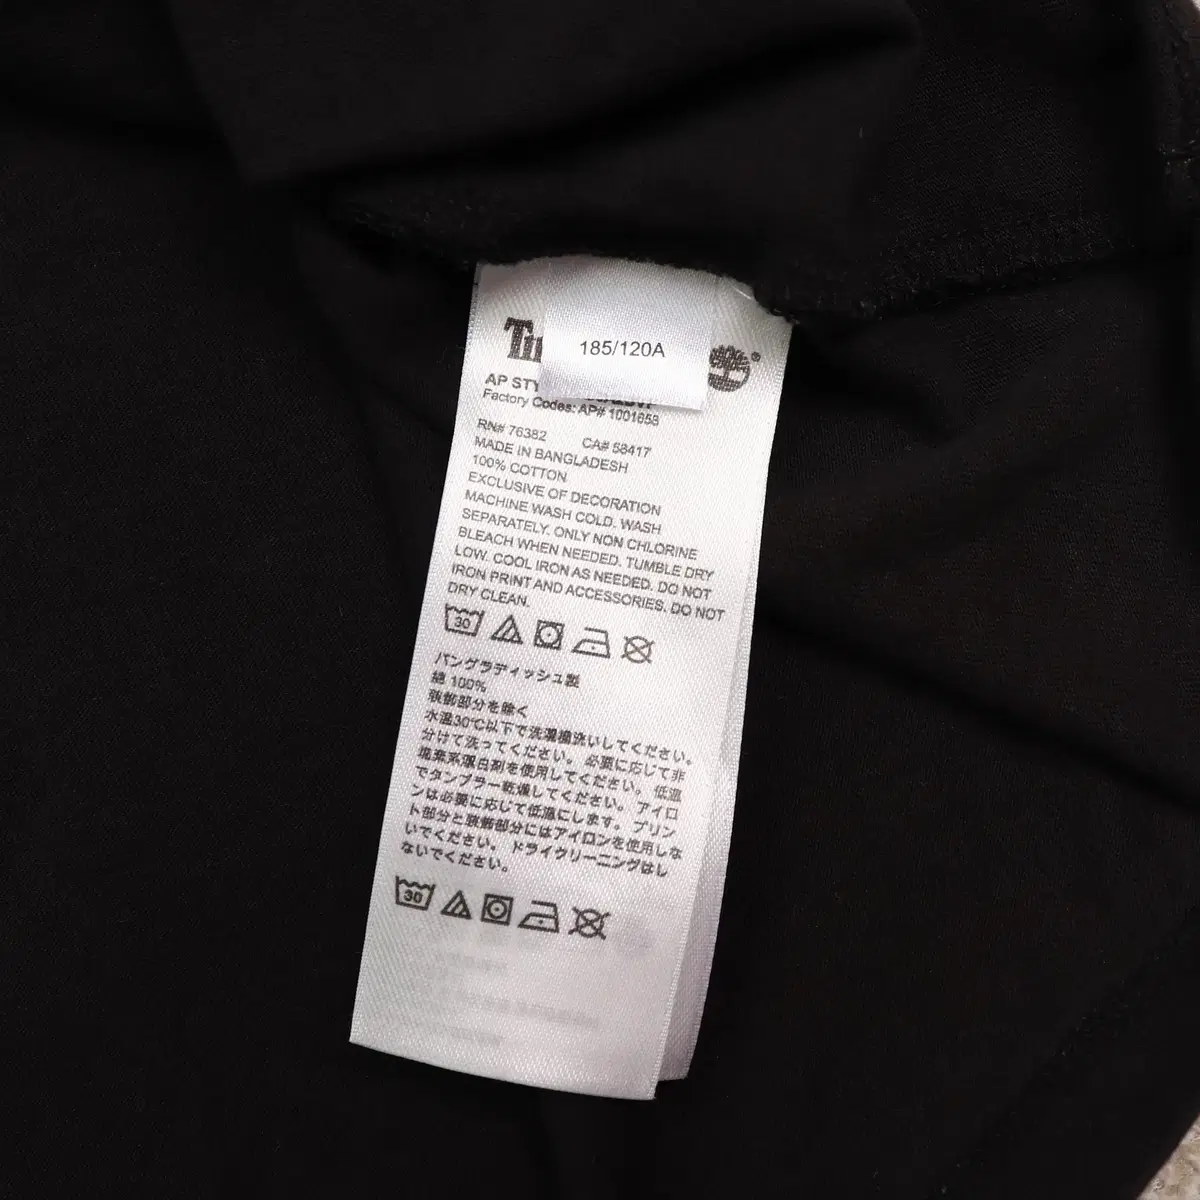 185/120A
AP
Factory Codes: AP# 1001658
RN# 76382 CA# 58417
MADE IN BANGLADESH
100% COTTON
EXCLUSIVE OF DECORATION
MACHINE WASH COLD. WASH
SEPARATELY. ONLY NON CHLORINE
BLEACH WHEN NEEDED. TUMBLE DRY
LOW. COOL IRON AS NEEDED. DO NOT
IRON PRINT AND ACCESSORIES. DO NOT
DRY CLEAN.
30
バングラディッシュ製
綿 100%
装飾部分を除く
水温30℃以下で洗濯機洗いしてください。
分けて洗ってください。必要に応じて非
塩素系漂白剤を使用してください。低温
でタンブラー乾燥してください。アイロ
ンは必要に応じて低温にします。プリン
ト部分と装飾部分にはアイロンを使用しな
いでください。ドライクリーニングはし
ないでください。
30